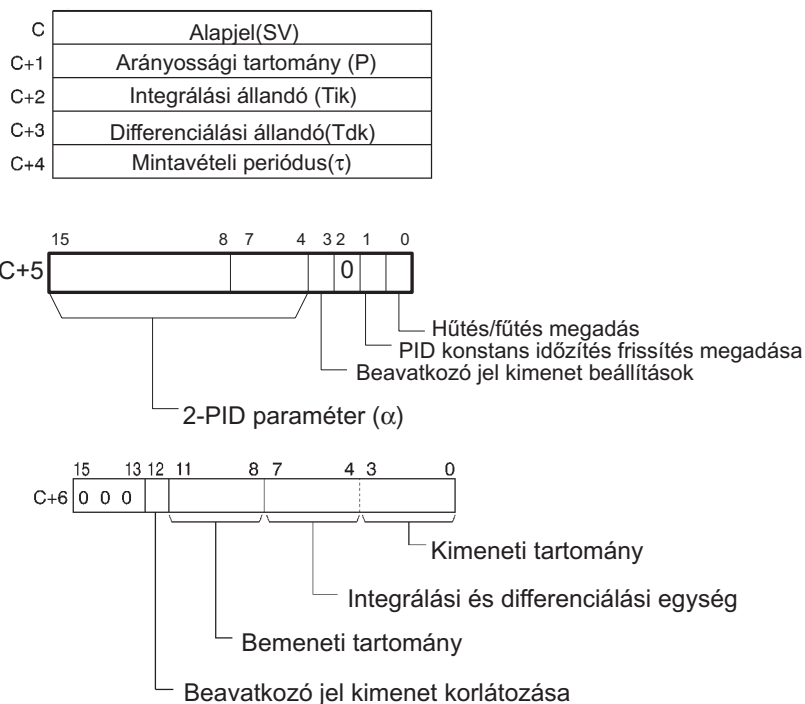 C Alapjel(SV)
C+1 Arányossági tartomány (P)
C+2 Integrálási állandó (Tik)
C+3 Differenciálási állandó(Tdk)
C+4 Mintavételi periódus(τ)
15 8 7 4 3 2 1 0
C+5 0
Hűtés/fűtés megadás
PID konstans időzítés frissítés megadása
Beavatkozó jel kimenet beállítások
2-PID paraméter (α)
15 13 12 11 8 7 4 3 0
C+6 0 0 0
Kimeneti tartomány
Integrálási és differenciálási egység
Bemeneti tartomány
Beavatkozó jel kimenet korlátozása